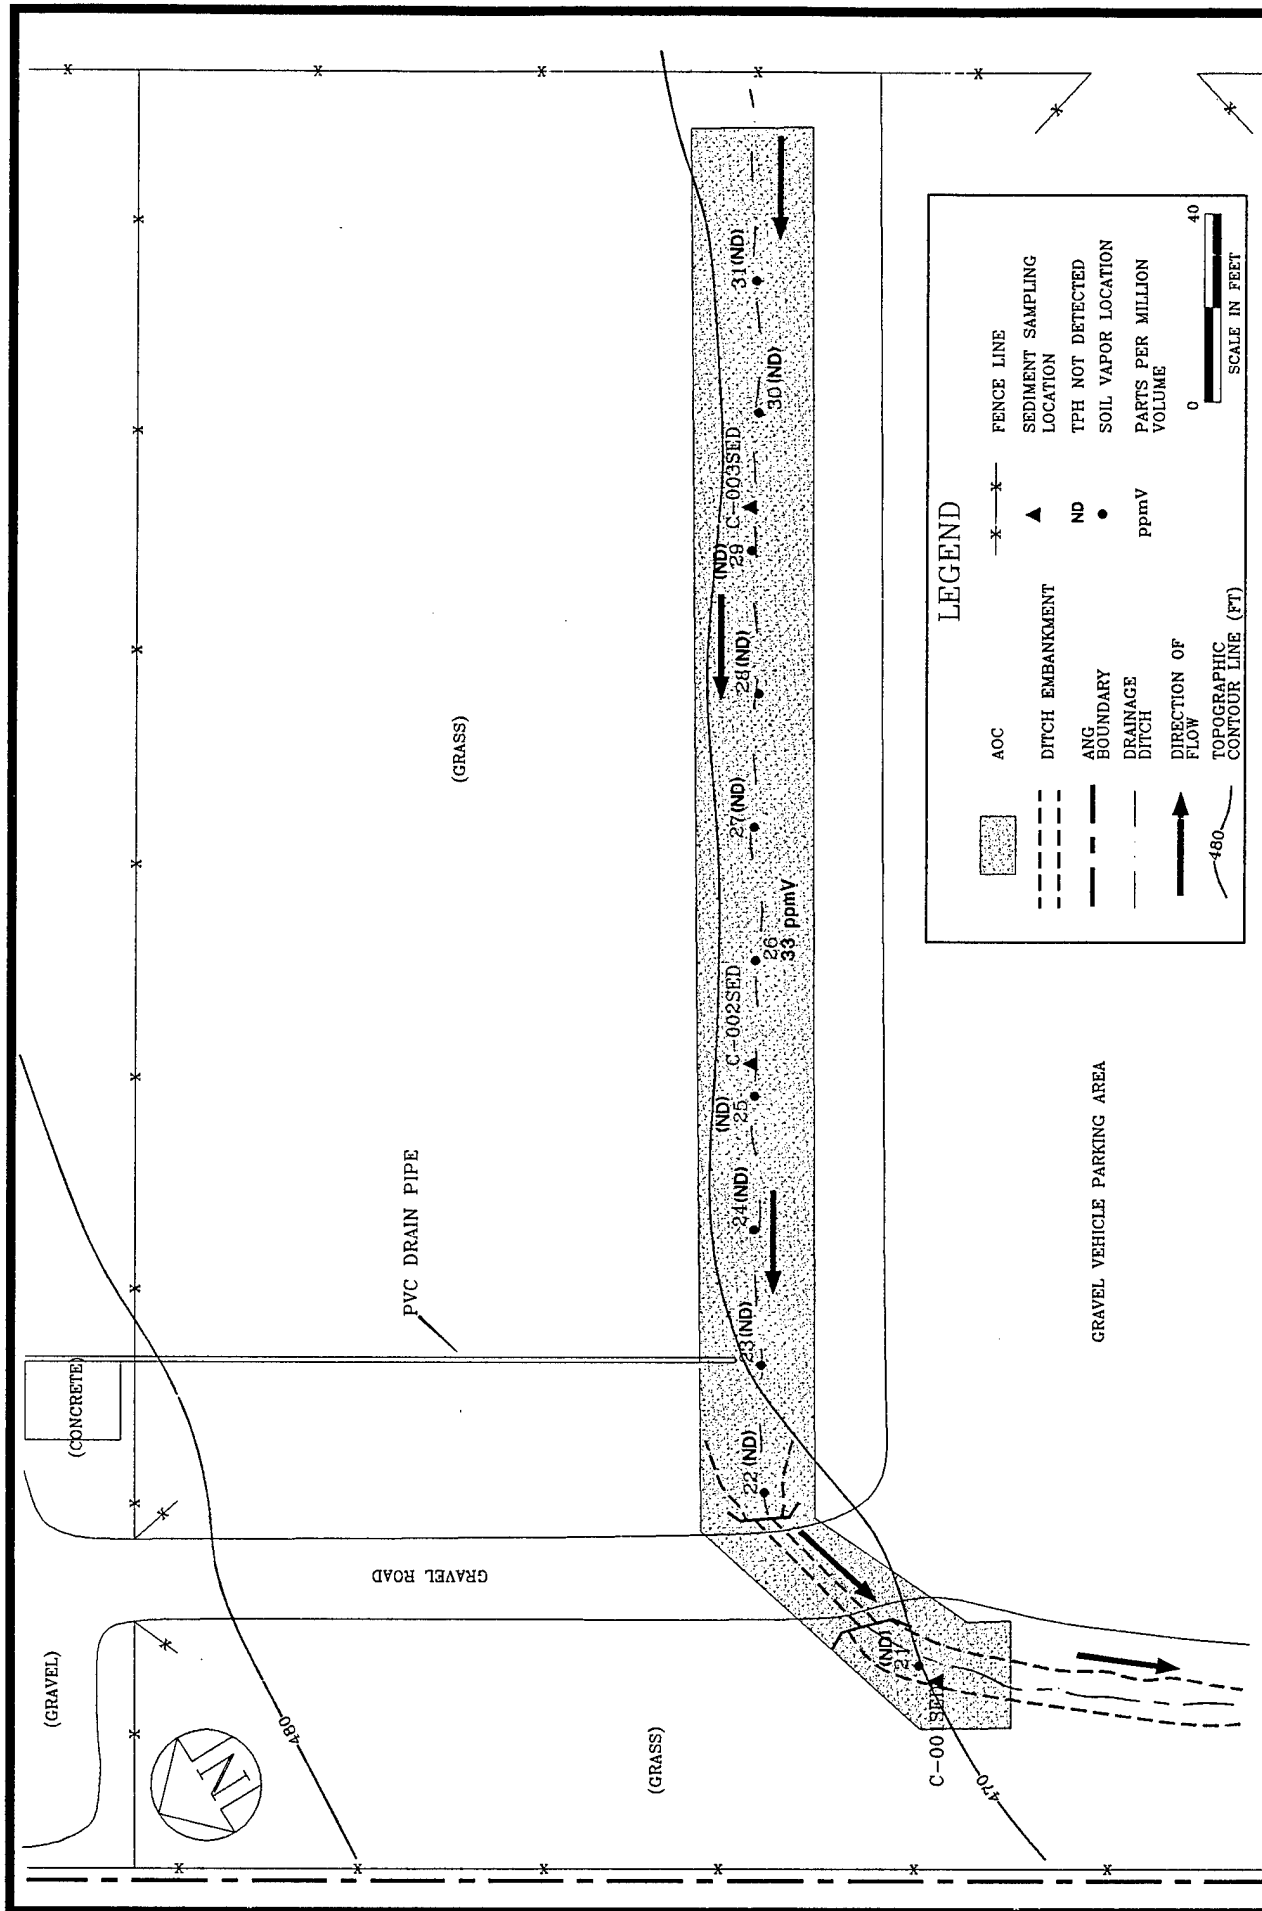 (GRAVEL)
(CONCRETE)
480
GRAVEL ROAD
PVC DRAIN PIPE
(GRASS)
(GRASS)
N
(ND)
21
C-001SED
470
22(ND)
23(ND)
24(ND)
(ND)
25
C-002SED
26
33 ppmV
27(ND)
28(ND)
(ND)
29
C-003SED
30(ND)
31(ND)
GRAVEL VEHICLE PARKING AREA
LEGEND
AOC
DITCH EMBANKMENT
ANG
BOUNDARY
DRAINAGE
DITCH
DIRECTION OF
FLOW
480
TOPOGRAPHIC
CONTOUR LINE (FT)
FENCE LINE
SEDIMENT SAMPLING
LOCATION
ND
TPH NOT DETECTED
SOIL VAPOR LOCATION
ppmV
PARTS PER MILLION
VOLUME
0
40
SCALE IN FEET